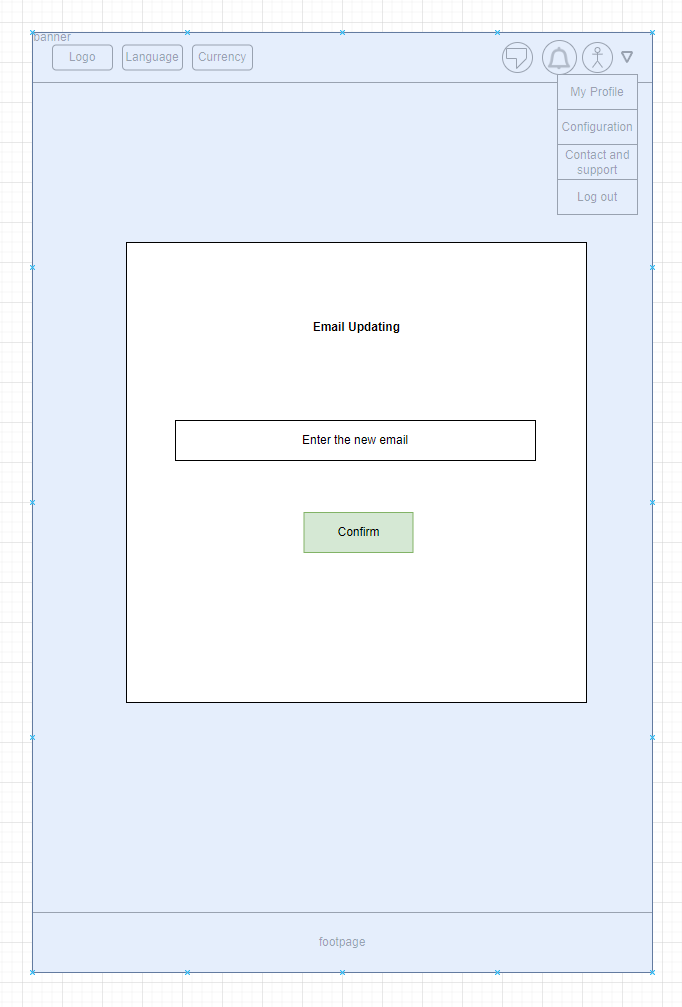 banner
Logo
Language
Currency
My Profile
Configuration
Contact and
support
Log out
Email Updating
Enter the new email
Confirm
footpage